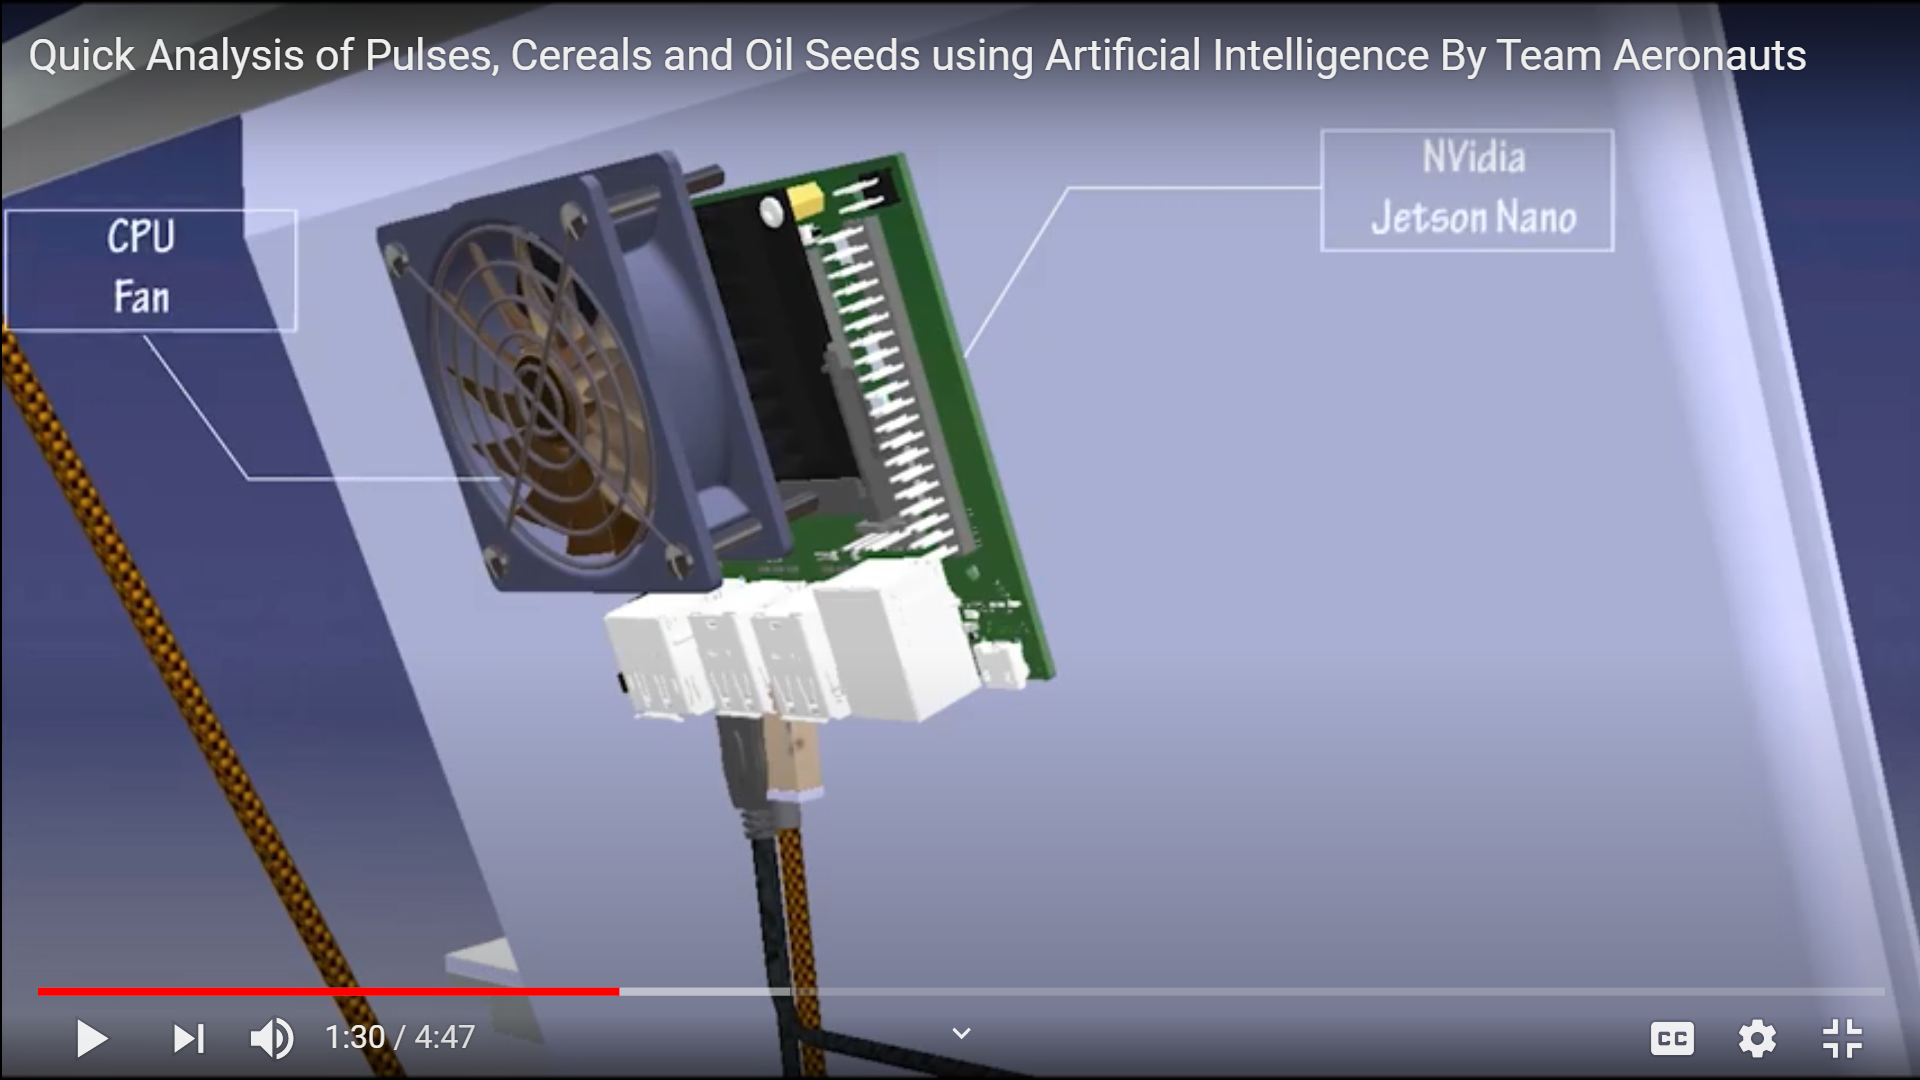 Quick Analysis of Pulses, Cereals and Oil Seeds using Artificial Intelligence By Team Aeronauts
NVidia
Jetson Nano
CPU
Fan
1:30 / 4:47
CC